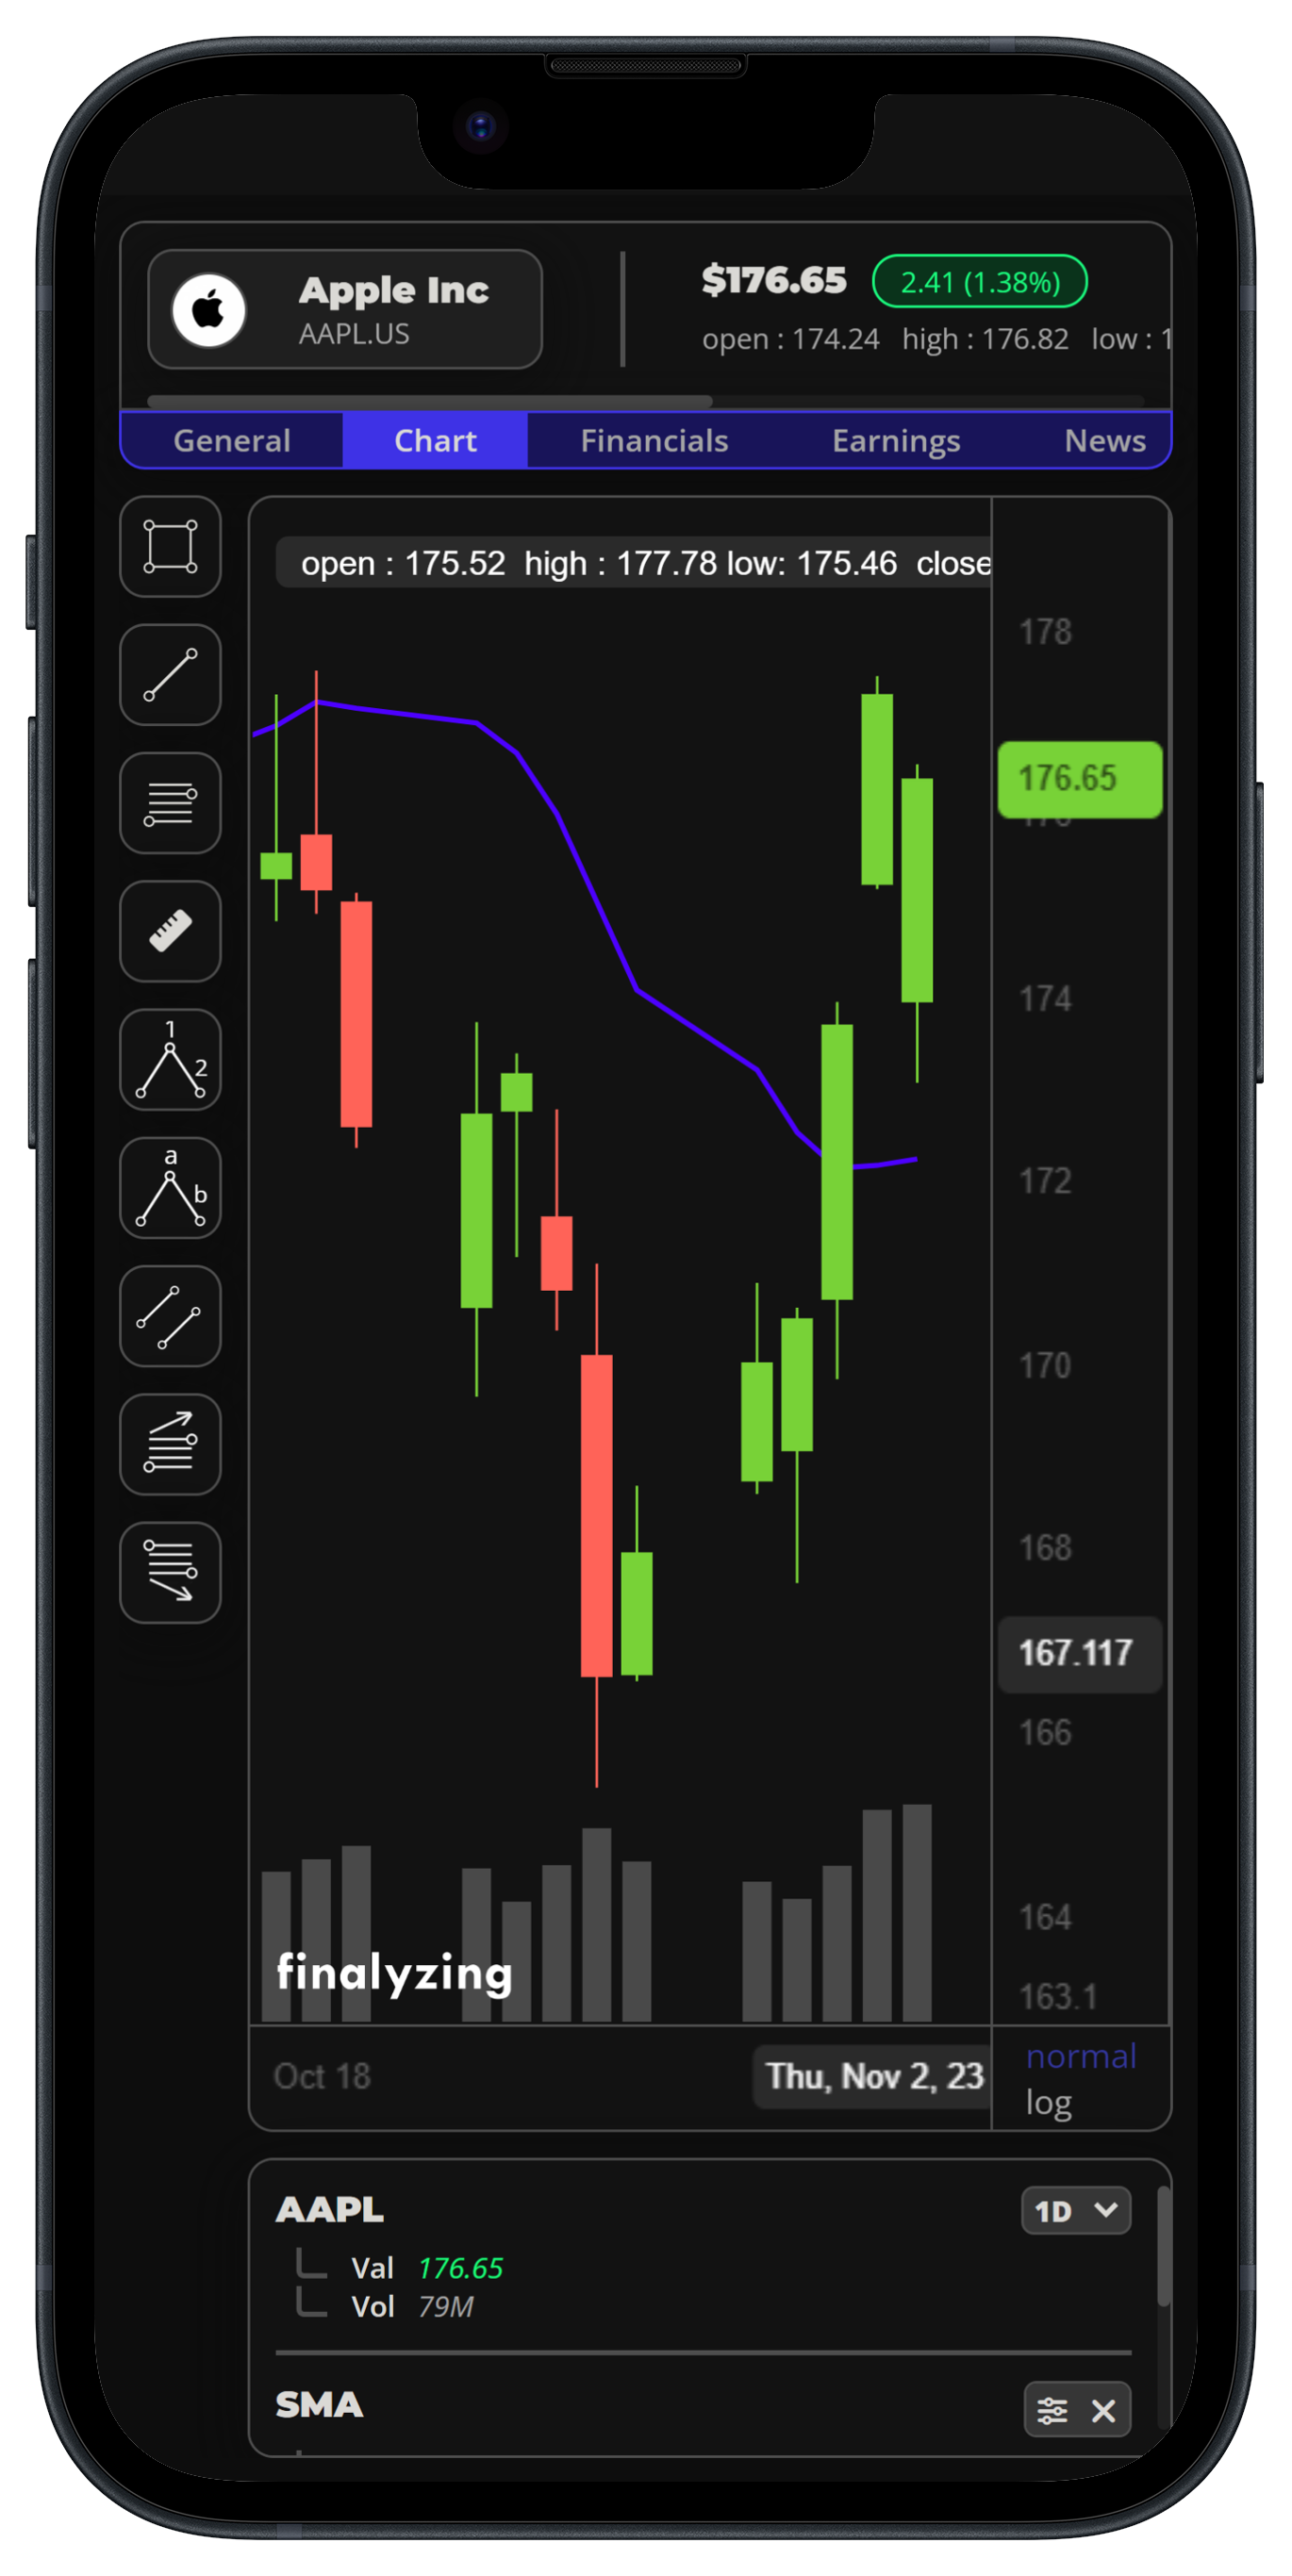 Apple Inc
AAPL.US
$176.65 2.41 (1.38%)
open : 174.24 high : 176.82 low : 1
General Chart Financials Earnings News
open : 175.52 high : 177.78 low: 175.46 close
178
176.65
174
1
2
a
b
172
170
168
167.117
166
164
163.1
finalyzing
Oct 18 Thu, Nov 2, 23
normal
log
AAPL 1D
Val 176.65
Vol 79M
SMA